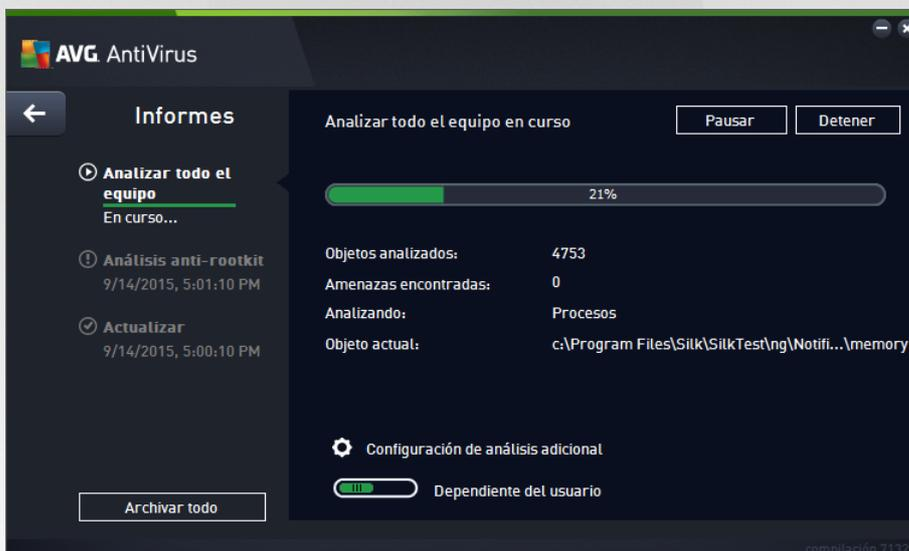 AVG. AntiVirus
Informes
Analizar todo el
equipo
En curso...
Análisis anti-rootkit
9/14/2015, 5:01:10 PM
Actualizar
9/14/2015, 5:00:10 PM
Archivar todo
Analizar todo el equipo en curso
Pausar
Detener
21%
Objetos analizados: 4753
Amenazas encontradas: 0
Analizando: Procesos
Objeto actual: c:\Program Files\Silk\SilkTest\ng\Notifi...\memory
Configuración de análisis adicional
Dependiente del usuario
compilación